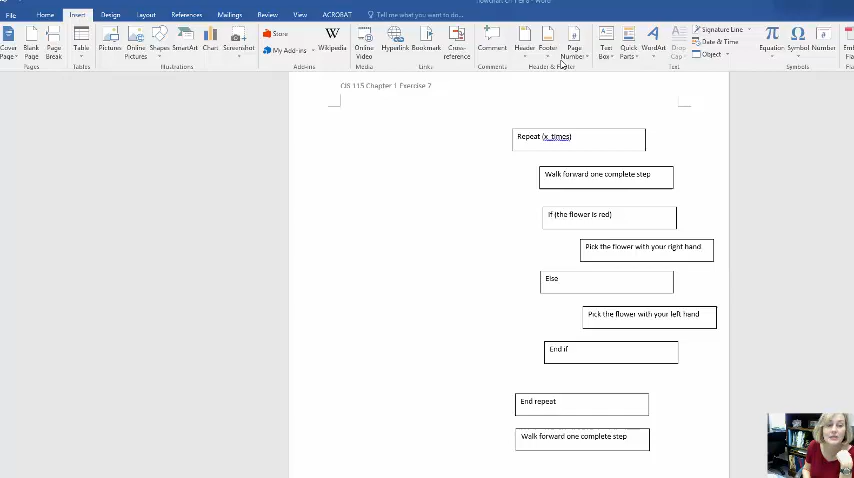 File Insert Design Layout References Mailings Review View ACROBAT Tell me what you want to do...
Cover Page Blank Page Page Break Table Pictures Online Pictures Shapes SmartArt Chart Screenshot Store My Add-ins Wikipedia Online Video Hyperlink Bookmark Cross-reference Comment Header Footer Page Number Text Box Quick Parts WordArt Drop Cap Signature Line Date & Time Object Equation Symbol Number
Home
Pages Tables Illustrations Add-ins Media Links Comments Header & Footer Text Symbols
CIS 115 Chapter 1 Exercise 7
Repeat (x_times)
Walk forward one complete step
If (the flower is red)
Pick the flower with your right hand
Else
Pick the flower with your left hand
End if
End repeat
Walk forward one complete step